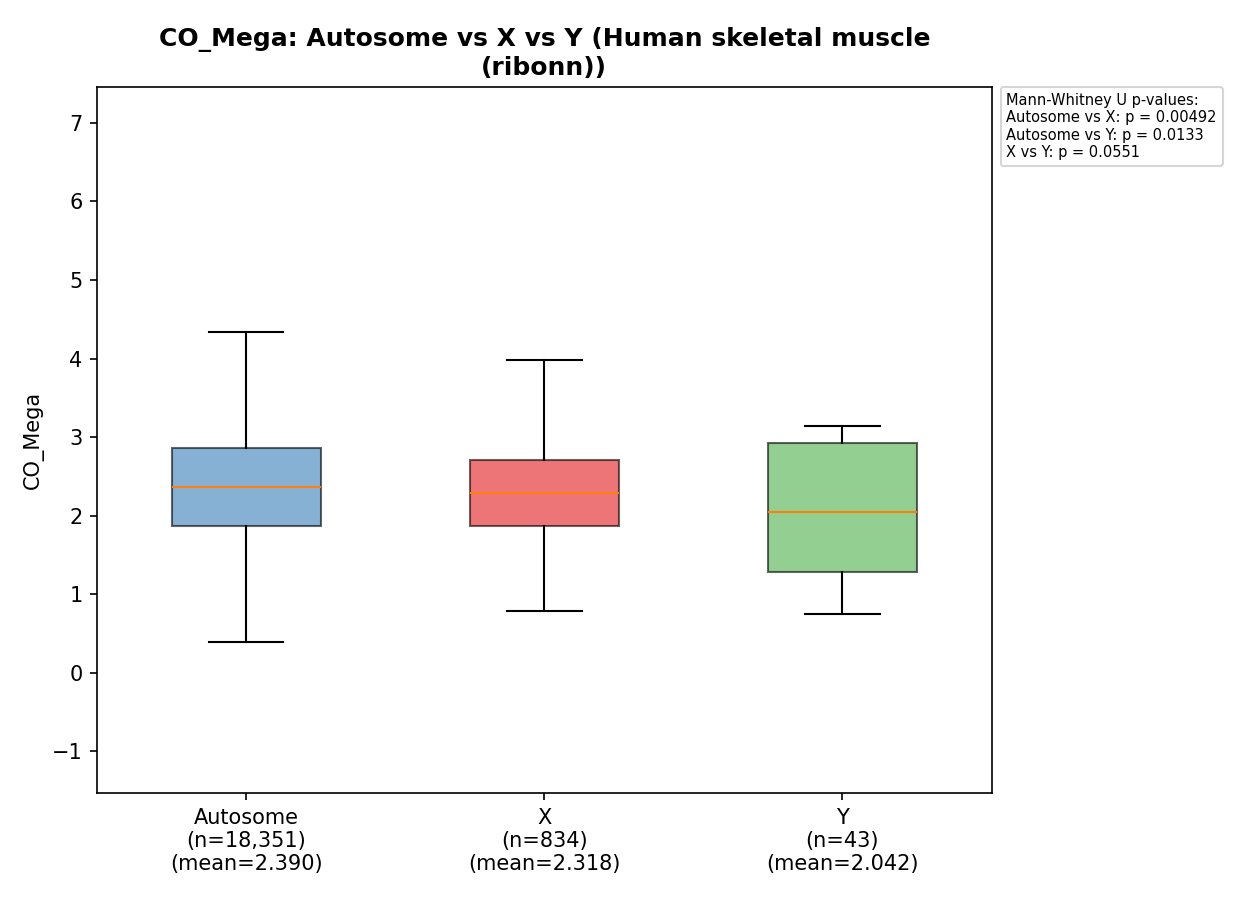 CO_Mega: Autosome vs X vs Y (Human skeletal muscle
(ribonn))
Mann-Whitney U p-values:
Autosome vs X: p = 0.00492
Autosome vs Y: p = 0.0133
X vs Y: p = 0.0551
7
6
5
4
3
2
1
0
−1
CO_Mega
Autosome
(n=18,351)
(mean=2.390)
X
(n=834)
(mean=2.318)
Y
(n=43)
(mean=2.042)